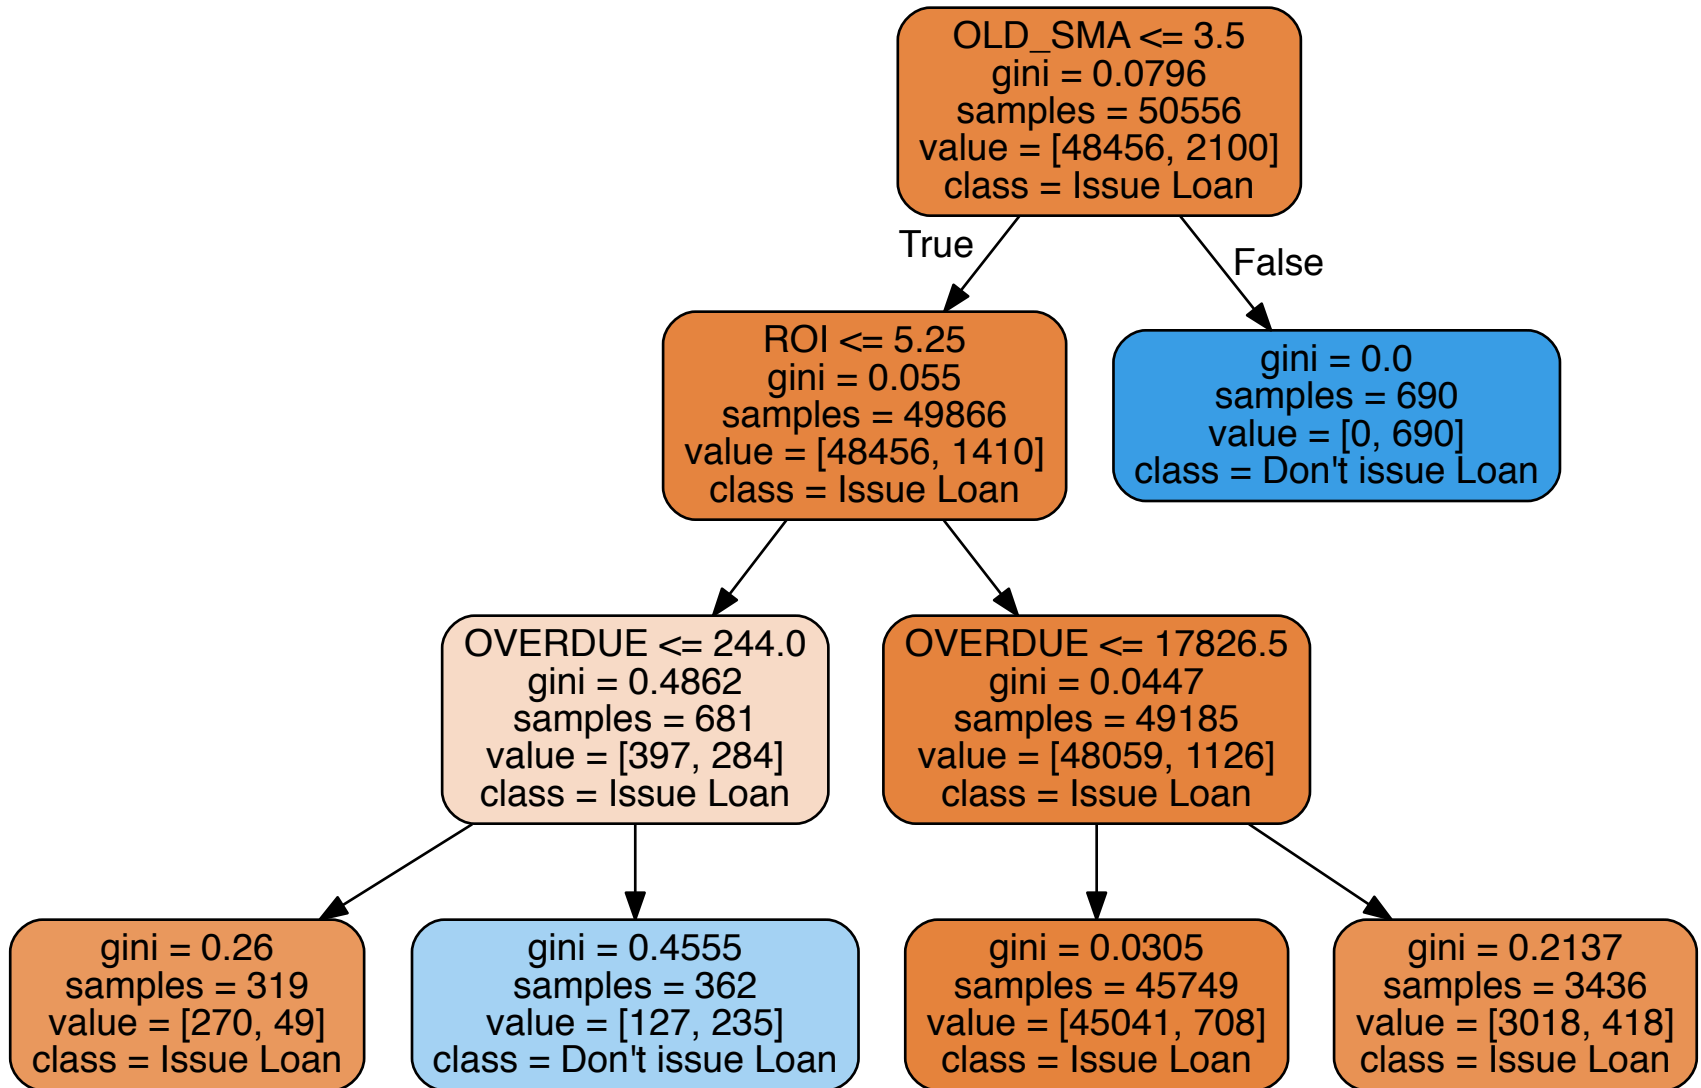 OLD_SMA <= 3.5
gini = 0.0796
samples = 50556
value = [48456, 2100]
class = Issue Loan
True
False
ROI <= 5.25
gini = 0.055
samples = 49866
value = [48456, 1410]
class = Issue Loan
gini = 0.0
samples = 690
value = [0, 690]
class = Don't issue Loan
OVERDUE <= 244.0
gini = 0.4862
samples = 681
value = [397, 284]
class = Issue Loan
OVERDUE <= 17826.5
gini = 0.0447
samples = 49185
value = [48059, 1126]
class = Issue Loan
gini = 0.26
samples = 319
value = [270, 49]
class = Issue Loan
gini = 0.4555
samples = 362
value = [127, 235]
class = Don't issue Loan
gini = 0.0305
samples = 45749
value = [45041, 708]
class = Issue Loan
gini = 0.2137
samples = 3436
value = [3018, 418]
class = Issue Loan